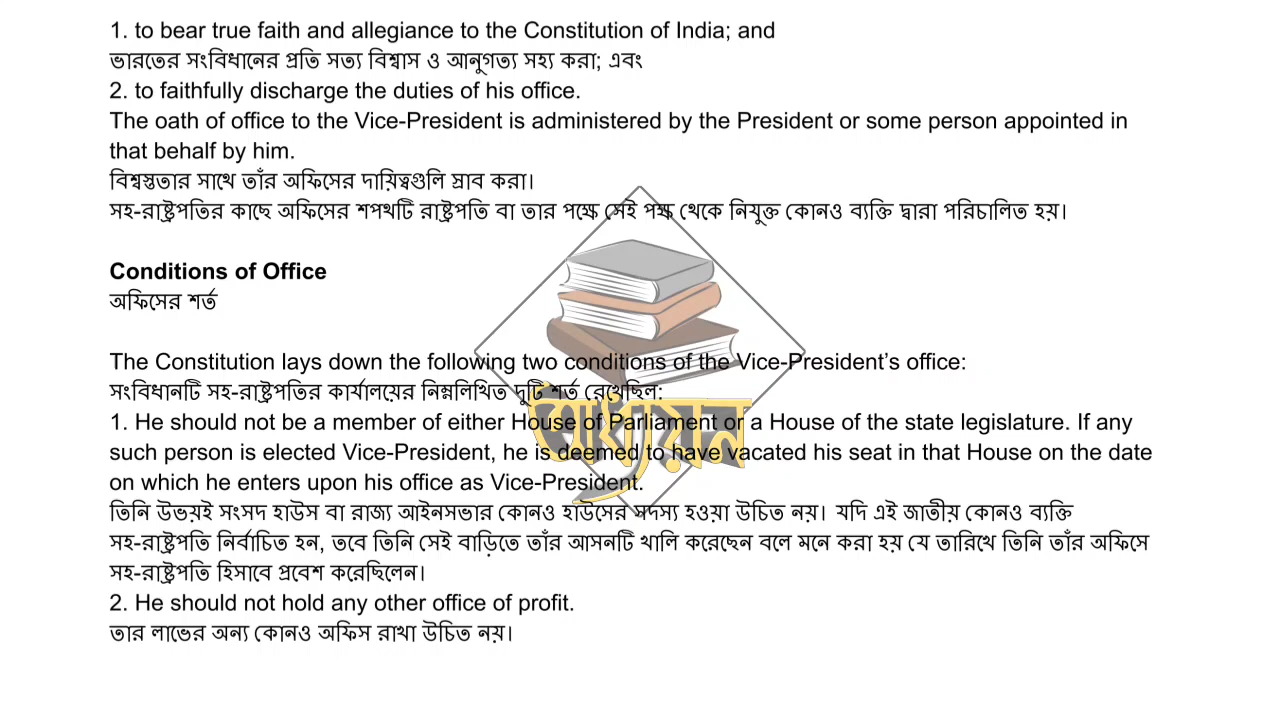 1. to bear true faith and allegiance to the Constitution of India; and
ভারতের সংবিধানের প্রতি সত্য বিশ্বাস ও আনুগত্য সহ্য করা; এবং
2. to faithfully discharge the duties of his office.
The oath of office to the Vice-President is administered by the President or some person appointed in
that behalf by him.
বিশ্বস্ততার সাথে তাঁর অফিসের দায়িত্বগুলি স্রাব করা।
সহ-রাষ্ট্রপতির কাছে অফিসের শপথটি রাষ্ট্রপতি বা তার পক্ষে সেই পক্ষ থেকে নিযুক্ত কোনও ব্যক্তি দ্বারা পরিচালিত হয়।
Conditions of Office
অফিসের শর্ত
The Constitution lays down the following two conditions of the Vice-President’s office:
সংবিধানটি সহ-রাষ্ট্রপতির কার্যালয়ের নিম্নলিখিত দুটি শর্ত রেখেছিল:
অধ্যয়ন
1. He should not be a member of either House of Parliament or a House of the state legislature. If any
such person is elected Vice-President, he is deemed to have vacated his seat in that House on the date
on which he enters upon his office as Vice-President.
তিনি উভয়ই সংসদ হাউস বা রাজ্য আইনসভার কোনও হাউসের সদস্য হওয়া উচিত নয়। যদি এই জাতীয় কোনও ব্যক্তি
সহ-রাষ্ট্রপতি নির্বাচিত হন, তবে তিনি সেই বাড়িতে তাঁর আসনটি খালি করেছেন বলে মনে করা হয় যে তারিখে তিনি তাঁর অফিসে
সহ-রাষ্ট্রপতি হিসাবে প্রবেশ করেছিলেন।
2. He should not hold any other office of profit.
তার লাভের অন্য কোনও অফিস রাখা উচিত নয়।